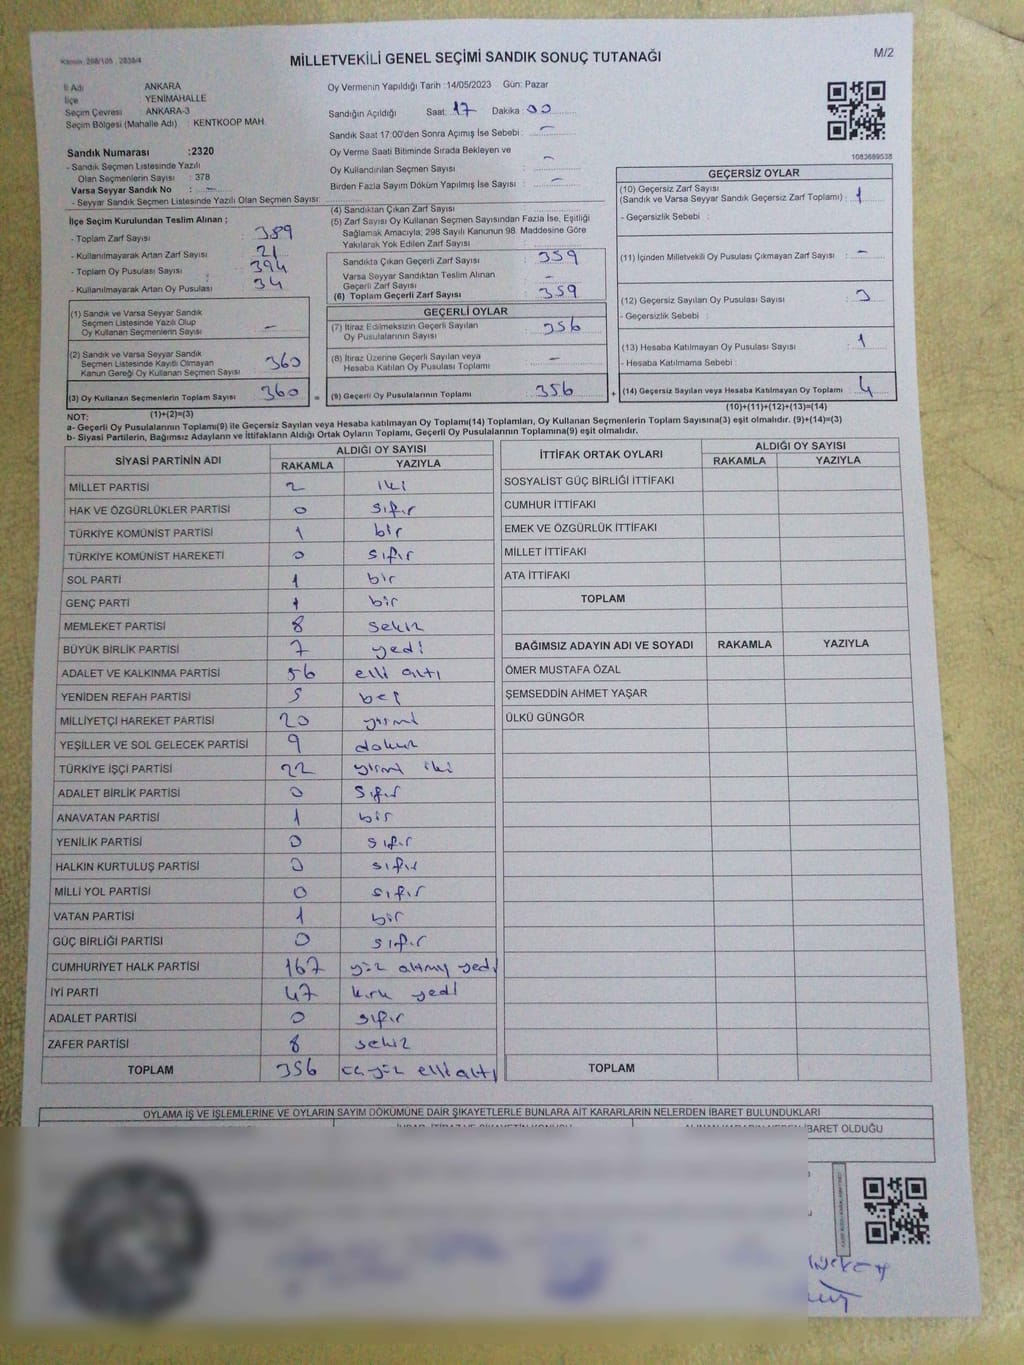 MİLLETVEKİLİ GENEL SEÇİMİ SANDIK SONUÇ TUTANAĞI
M/2
İl Adı ANKARA
İlçe : YENİMAHALLE
Seçim Çevresi ANKARA-3
Seçim Bölgesi (Mahalle Adı) : KENTKOOP MAH.
Oy Vermenin Yapıldığı Tarih :14/05/2023 Gün: Pazar
Sandığın Açıldığı Saat: 17 Dakika: 00
Sandık Saat 17:00'den Sonra Açımış İse Sebebi : –
Oy Verme Saati Bitiminde Sırada Bekleyen ve
Oy Kullandırılan Seçmen Sayısı –
Birden Fazla Sayım Döküm Yapılmış İse Sayısı : –
1083689538
Sandık Numarası :2320
- Sandık Seçmen Listesinde Yazılı
Olan Seçmenlerin Sayısı : 378
Varsa Seyyar Sandık No : –
- Seyyar Sandık Seçmen Listesinde Yazılı Olan Seçmen Sayısı:
İlçe Seçim Kurulundan Teslim Alınan ;
- Toplam Zarf Sayısı 389
- Kullanılmayarak Artan Zarf Sayısı 21
- Toplam Oy Pusulası Sayısı : 394
- Kullanılmayarak Artan Oy Pusulası 34
(1) Sandık ve Varsa Seyyar Sandık
Seçmen Listesinde Yazılı Olup
Oy Kullanan Seçmenlerin Sayısı –
(2) Sandık ve Varsa Seyyar Sandık
Seçmen Listesinde Kayıtlı Olmayan
Kanun Gereği Oy Kullanan Seçmen Sayısı 360
(3) Oy Kullanan Seçmenlerin Toplam Sayısı 360 =
(1)+(2)=(3)
(4) Sandıktan Çıkan Zarf Sayısı
(5) Zarf Sayısı Oy Kullanan Seçmen Sayısından Fazla İse, Eşitliği
Sağlamak Amacıyla, 298 Sayılı Kanunun 98. Maddesine Göre
Yakılarak Yok Edilen Zarf Sayısı
Sandıkta Çıkan Geçerli Zarf Sayısı : 359
Varsa Seyyar Sandıktan Teslim Alınan
Geçerli Zarf Sayısı –
(6) Toplam Geçerli Zarf Sayısı 359
GEÇERLİ OYLAR
(7) İtiraz Edilmeksizin Geçerli Sayılan
Oy Pusulalarının Sayısı 356
(8) İtiraz Üzerine Geçerli Sayılan veya
Hesaba Katılan Oy Pusulası Toplamı –
(9) Geçerli Oy Pusulalarının Toplamı 356 +
GEÇERSİZ OYLAR
(10) Geçersiz Zarf Sayısı
(Sandık ve Varsa Seyyar Sandık Geçersiz Zarf Toplamı) : 1
- Geçersizlik Sebebi :
(11) İçinden Milletvekili Oy Pusulası Çıkmayan Zarf Sayısı : –
(12) Geçersiz Sayılan Oy Pusulası Sayısı : 3
- Geçersizlik Sebebi :
(13) Hesaba Katılmayan Oy Pusulası Sayısı : 1
- Hesaba Katılmama Sebebi :
(14) Geçersiz Sayılan veya Hesaba Katılmayan Oy Toplamı : 4
(10)+(11)+(12)+(13)=(14)
NOT:
a- Geçerli Oy Pusulalarının Toplamı(9) ile Geçersiz Sayılan veya Hesaba katılmayan Oy Toplamı(14) Toplamları, Oy Kullanan Seçmenlerin Toplam Sayısına(3) eşit olmalıdır. (9)+(14)=(3)
b- Siyasi Partilerin, Bağımsız Adayların ve İttifakların Aldığı Ortak Oyların Toplamı, Geçerli Oy Pusulalarının Toplamına(9) eşit olmalıdır.
SİYASİ PARTİNİN ADI ALDIĞI OY SAYISI
RAKAMLA YAZIYLA
MİLLET PARTİSİ 2 iki
HAK VE ÖZGÜRLÜKLER PARTİSİ 0 sıfır
TÜRKİYE KOMÜNİST PARTİSİ 1 bir
TÜRKİYE KOMÜNİST HAREKETİ 0 sıfır
SOL PARTİ 1 bir
GENÇ PARTİ 1 bir
MEMLEKET PARTİSİ 8 sekiz
BÜYÜK BİRLİK PARTİSİ 7 yedi
ADALET VE KALKINMA PARTİSİ 56 elli altı
YENİDEN REFAH PARTİSİ 5 beş
MİLLİYETÇİ HAREKET PARTİSİ 20 yirmi
YEŞİLLER VE SOL GELECEK PARTİSİ 9 dokuz
TÜRKİYE İŞÇİ PARTİSİ 22 yirmi iki
ADALET BİRLİK PARTİSİ 0 sıfır
ANAVATAN PARTİSİ 1 bir
YENİLİK PARTİSİ 0 sıfır
HALKIN KURTULUŞ PARTİSİ 0 sıfır
MİLLİ YOL PARTİSİ 0 sıfır
VATAN PARTİSİ 1 bir
GÜÇ BİRLİĞİ PARTİSİ 0 sıfır
CUMHURİYET HALK PARTİSİ 167 yüz altmış yedi
İYİ PARTİ 47 kırk yedi
ADALET PARTİSİ 0 sıfır
ZAFER PARTİSİ 8 sekiz
TOPLAM 356 üçyüz elli altı
İTTİFAK ORTAK OYLARI ALDIĞI OY SAYISI
RAKAMLA YAZIYLA
SOSYALİST GÜÇ BİRLİĞİ İTTİFAKI
CUMHUR İTTİFAKI
EMEK VE ÖZGÜRLÜK İTTİFAKI
MİLLET İTTİFAKI
ATA İTTİFAKI
TOPLAM
BAĞIMSIZ ADAYIN ADI VE SOYADI RAKAMLA YAZIYLA
ÖMER MUSTAFA ÖZAL
ŞEMSEDDİN AHMET YAŞAR
ÜLKÜ GÜNGÖR
TOPLAM
OYLAMA İŞ VE İŞLEMLERİNE VE OYLARIN SAYIM DÖKÜMÜNE DAİR ŞİKAYETLERLE BUNLARA AİT KARARLARIN NELERDEN İBARET BULUNDUKLARI
İBARET OLDUĞU